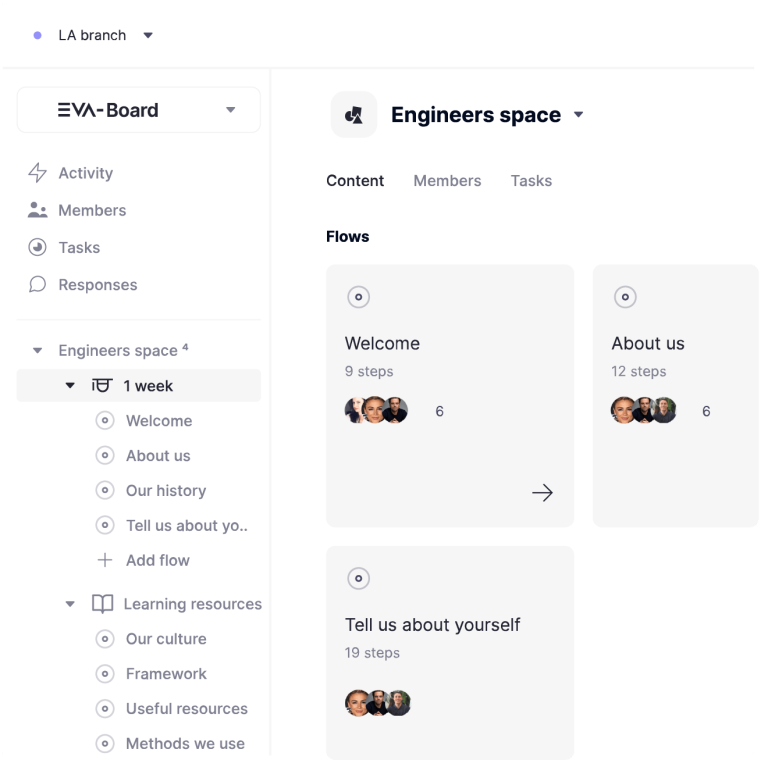 LA branch
EVA-Board
Activity
Members
Tasks
Responses
Engineers space ⁴
1 week
Welcome
About us
Our history
Tell us about yo..
Add flow
Learning resources
Our culture
Framework
Useful resources
Methods we use
Engineers space
Content Members Tasks
Flows
Welcome
9 steps
6
About us
12 steps
6
Tell us about yourself
19 steps